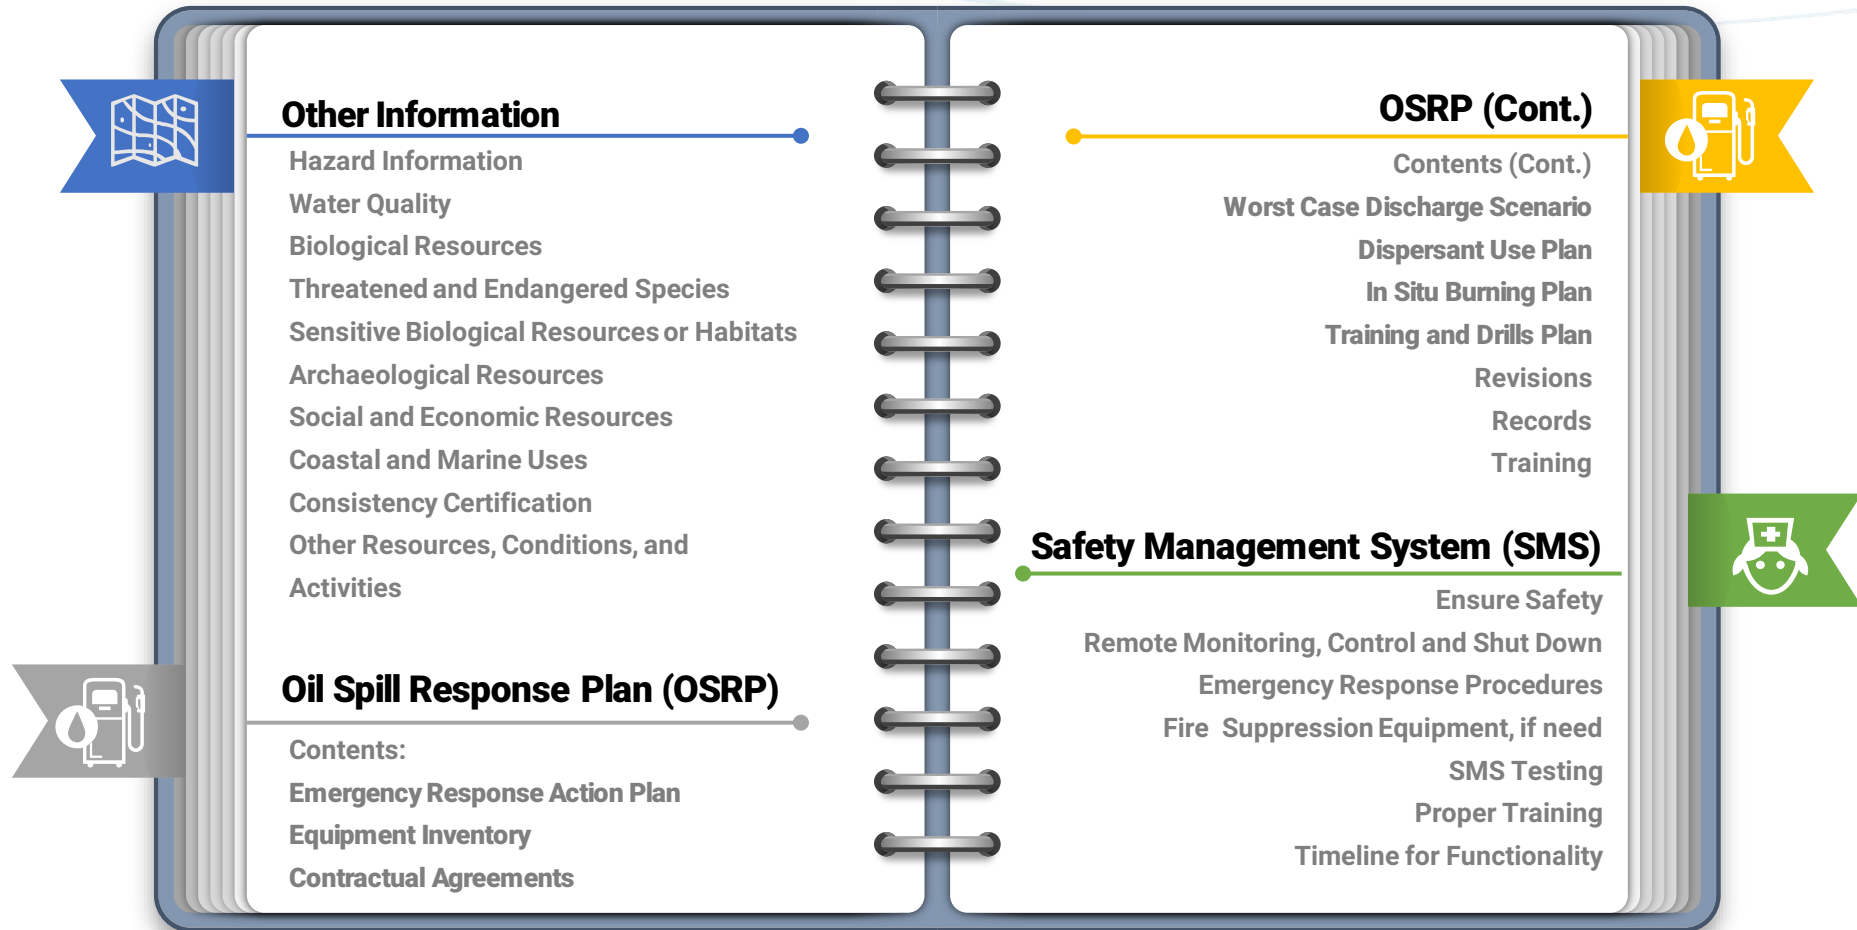 Other Information
Hazard Information
Water Quality
Biological Resources
Threatened and Endangered Species
Sensitive Biological Resources or Habitats
Archaeological Resources
Social and Economic Resources
Coastal and Marine Uses
Consistency Certification
Other Resources, Conditions, and
Activities
Oil Spill Response Plan (OSRP)
Contents:
Emergency Response Action Plan
Equipment Inventory
Contractual Agreements
OSRP (Cont.)
Contents (Cont.)
Worst Case Discharge Scenario
Dispersant Use Plan
In Situ Burning Plan
Training and Drills Plan
Revisions
Records
Training
Safety Management System (SMS)
Ensure Safety
Remote Monitoring, Control and Shut Down
Emergency Response Procedures
Fire Suppression Equipment, if need
SMS Testing
Proper Training
Timeline for Functionality